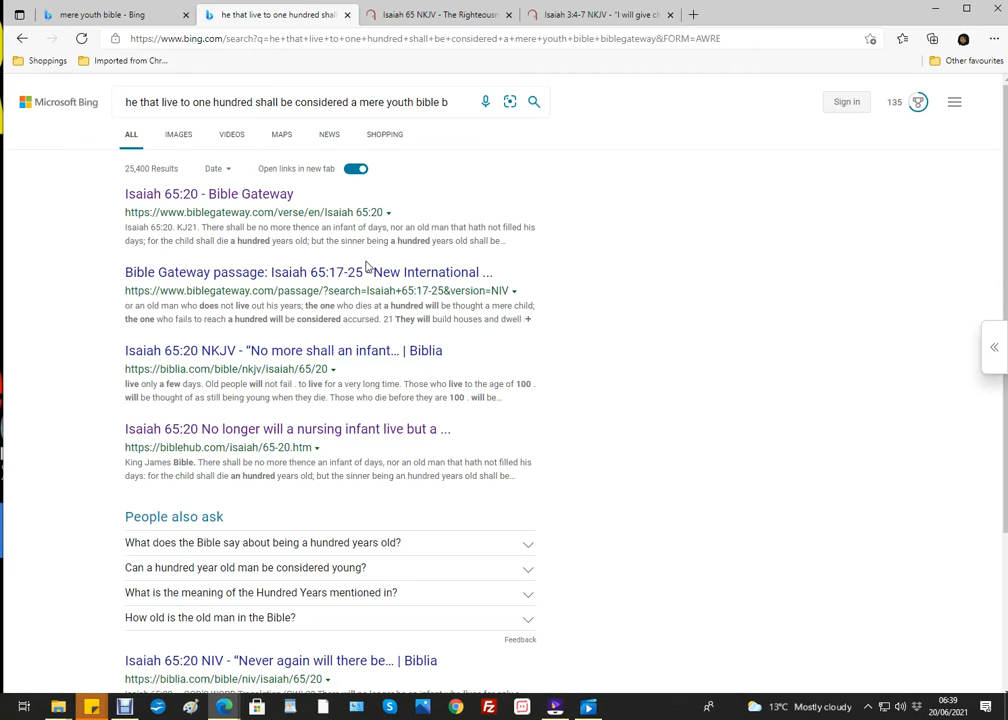 mere youth bible - Bing
he that live to one hundred shal
Isaiah 65 NKJV - The Righteousn
Isaiah 3:4-7 NKJV - "I will give ch
https://www.bing.com/search?q=he+that+live+to+one+hundred+shall+be+considered+a+mere+youth+bible+biblegateway&FORM=AWRE
Shoppings
Imported from Chr...
Other favourites
Microsoft Bing
he that live to one hundred shall be considered a mere youth bible b
Sign in
135
ALL IMAGES VIDEOS MAPS NEWS SHOPPING
25,400 Results Date Open links in new tab
Isaiah 65:20 - Bible Gateway
https://www.biblegateway.com/verse/en/Isaiah 65:20
Isaiah 65:20. KJ21. There shall be no more thence an infant of days, nor an old man that hath not filled his
days; for the child shall die a hundred years old; but the sinner being a hundred years old shall be...
Bible Gateway passage: Isaiah 65:17-25 - New International ...
https://www.biblegateway.com/passage/?search=Isaiah+65:17-25&version=NIV
or an old man who does not live out his years; the one who dies at a hundred will be thought a mere child;
the one who fails to reach a hundred will be considered accursed. 21 They will build houses and dwell +
Isaiah 65:20 NKJV - “No more shall an infant… | Biblia
https://biblia.com/bible/nkjv/isaiah/65/20
live only a few days. Old people will not fail . to live for a very long time. Those who live to the age of 100 .
will be thought of as still being young when they die. Those who die before they are 100 . will be...
Isaiah 65:20 No longer will a nursing infant live but a ...
https://biblehub.com/isaiah/65-20.htm
King James Bible. There shall be no more thence an infant of days, nor an old man that hath not filled his
days: for the child shall die an hundred years old; but the sinner being an hundred years old shall be...
People also ask
What does the Bible say about being a hundred years old?
Can a hundred year old man be considered young?
What is the meaning of the Hundred Years mentioned in?
How old is the old man in the Bible?
Feedback
Isaiah 65:20 NIV - “Never again will there be… | Biblia
https://biblia.com/bible/niv/isaiah/65/20
13°C Mostly cloudy
06:39
20/06/2021